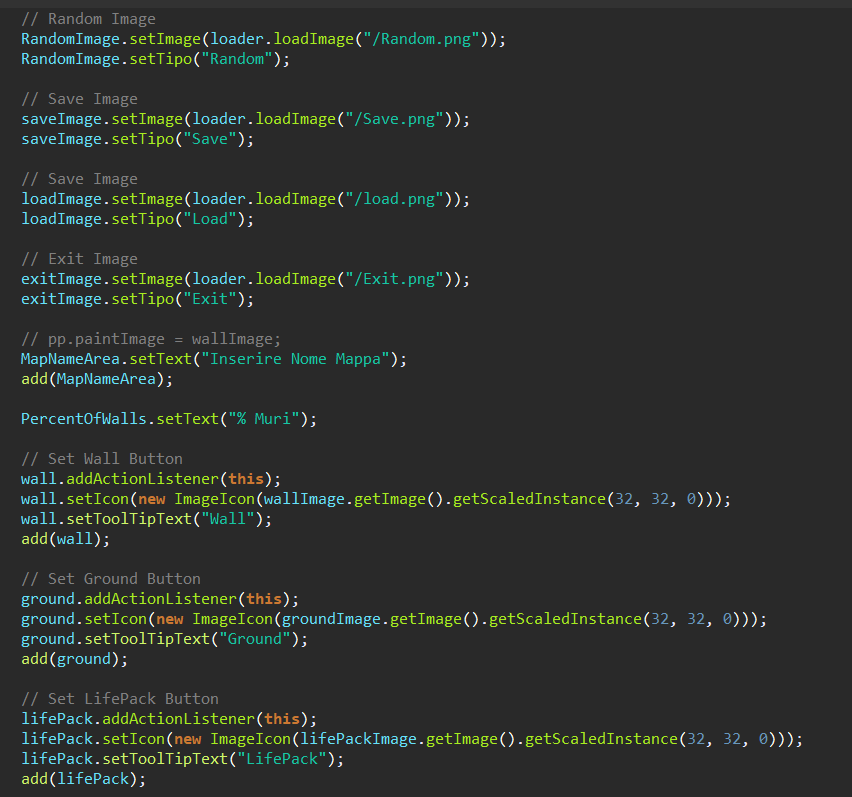 // Random Image
RandomImage.setImage(loader.loadImage("/Random.png"));
RandomImage.setTipo("Random");
// Save Image
saveImage.setImage(loader.loadImage("/Save.png"));
saveImage.setTipo("Save");
// Save Image
loadImage.setImage(loader.loadImage("/load.png"));
loadImage.setTipo("Load");
// Exit Image
exitImage.setImage(loader.loadImage("/Exit.png"));
exitImage.setTipo("Exit");
// pp.paintImage = wallImage;
MapNameArea.setText("Inserire Nome Mappa");
add(MapNameArea);
PercentOfWalls.setText("% Muri");
// Set Wall Button
wall.addActionListener(this);
wall.setIcon(new ImageIcon(wallImage.getImage().getScaledInstance(32, 32, 0)));
wall.setToolTipText("Wall");
add(wall);
// Set Ground Button
ground.addActionListener(this);
ground.setIcon(new ImageIcon(groundImage.getImage().getScaledInstance(32, 32, 0)));
ground.setToolTipText("Ground");
add(ground);
// Set LifePack Button
lifePack.addActionListener(this);
lifePack.setIcon(new ImageIcon(lifePackImage.getImage().getScaledInstance(32, 32, 0)));
lifePack.setToolTipText("LifePack");
add(lifePack);